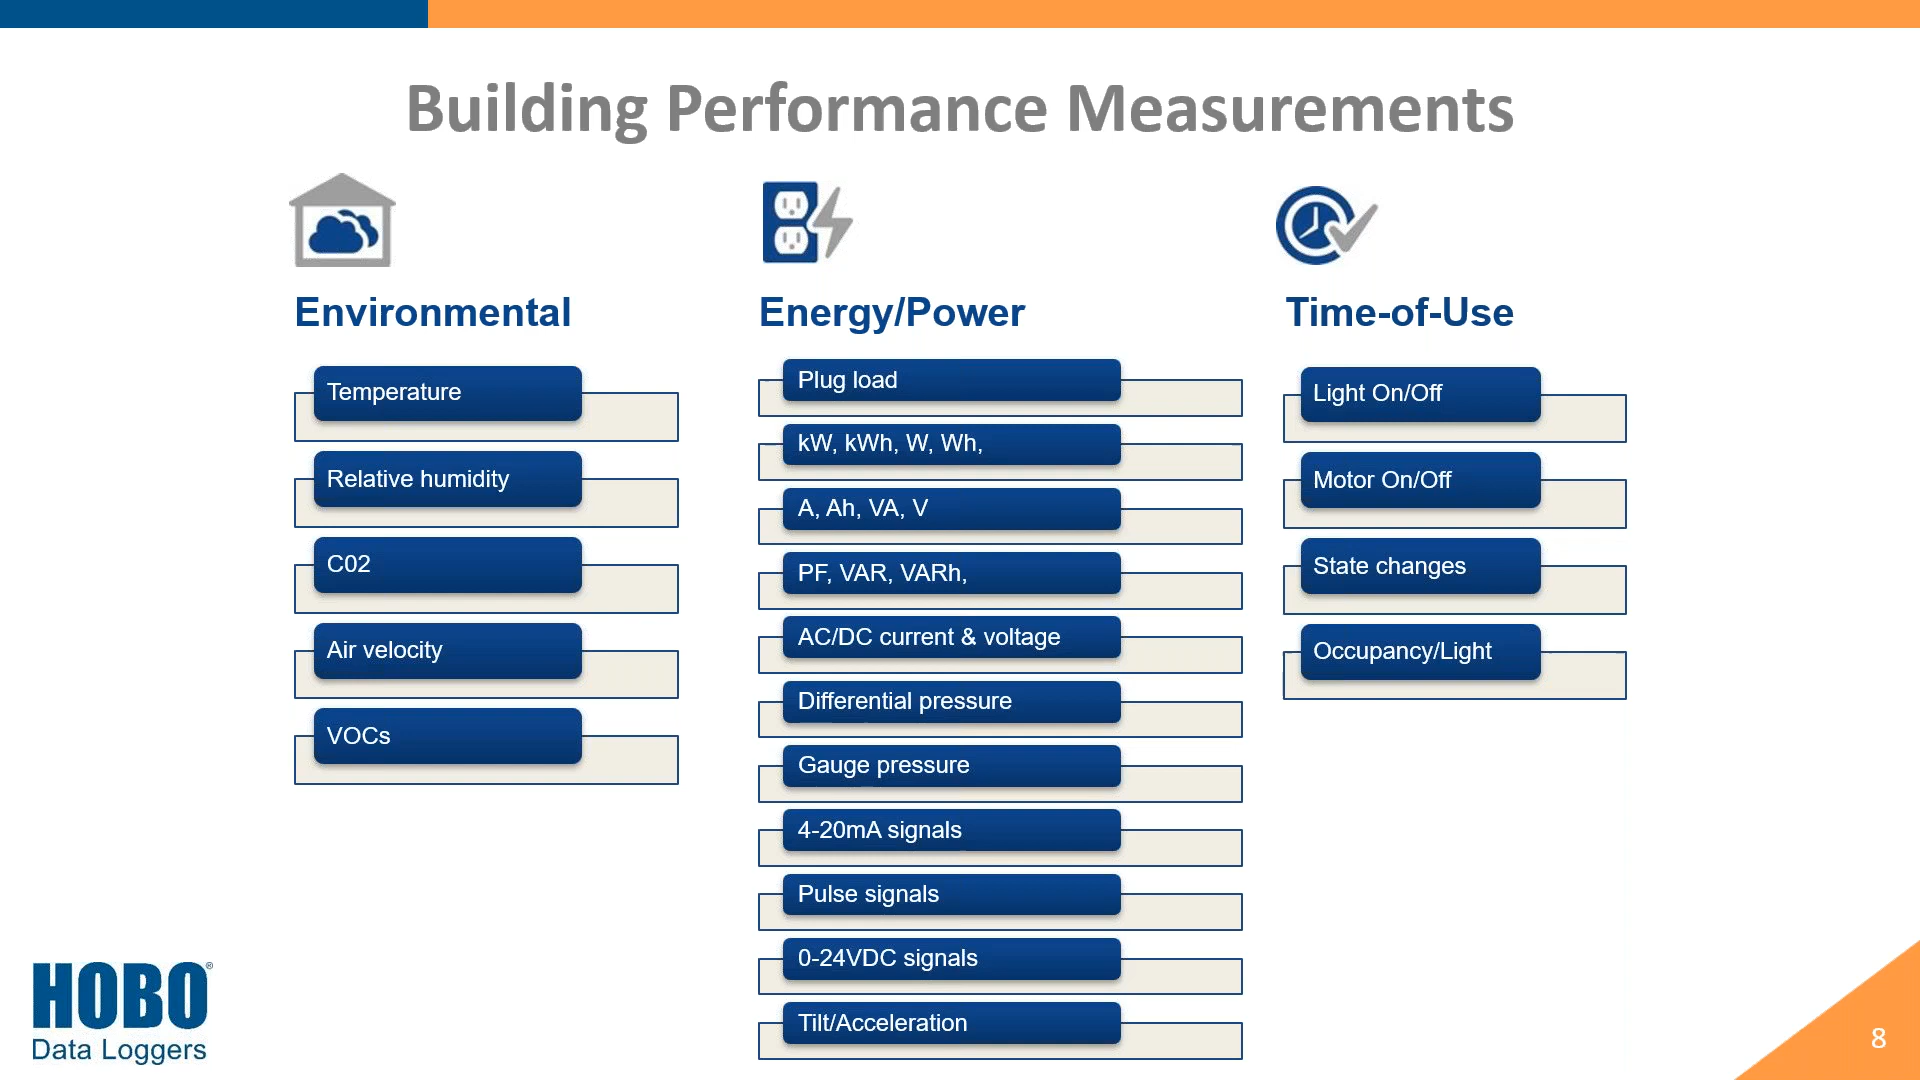 Building Performance Measurements
Environmental
Temperature
Relative humidity
C02
Air velocity
VOCs
Energy/Power
Plug load
kW, kWh, W, Wh,
A, Ah, VA, V
PF, VAR, VARh,
AC/DC current & voltage
Differential pressure
Gauge pressure
4-20mA signals
Pulse signals
0-24VDC signals
Tilt/Acceleration
Time-of-Use
Light On/Off
Motor On/Off
State changes
Occupancy/Light
HOBO®
Data Loggers
8